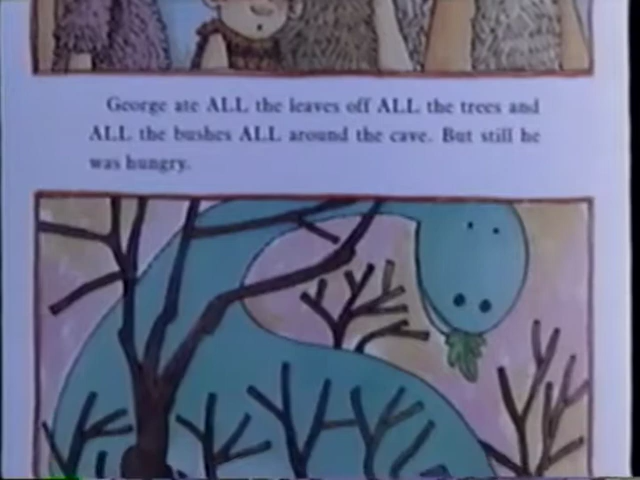 George ate ALL the leaves off ALL the trees and
ALL the bushes ALL around the cave. But still he
was hungry.